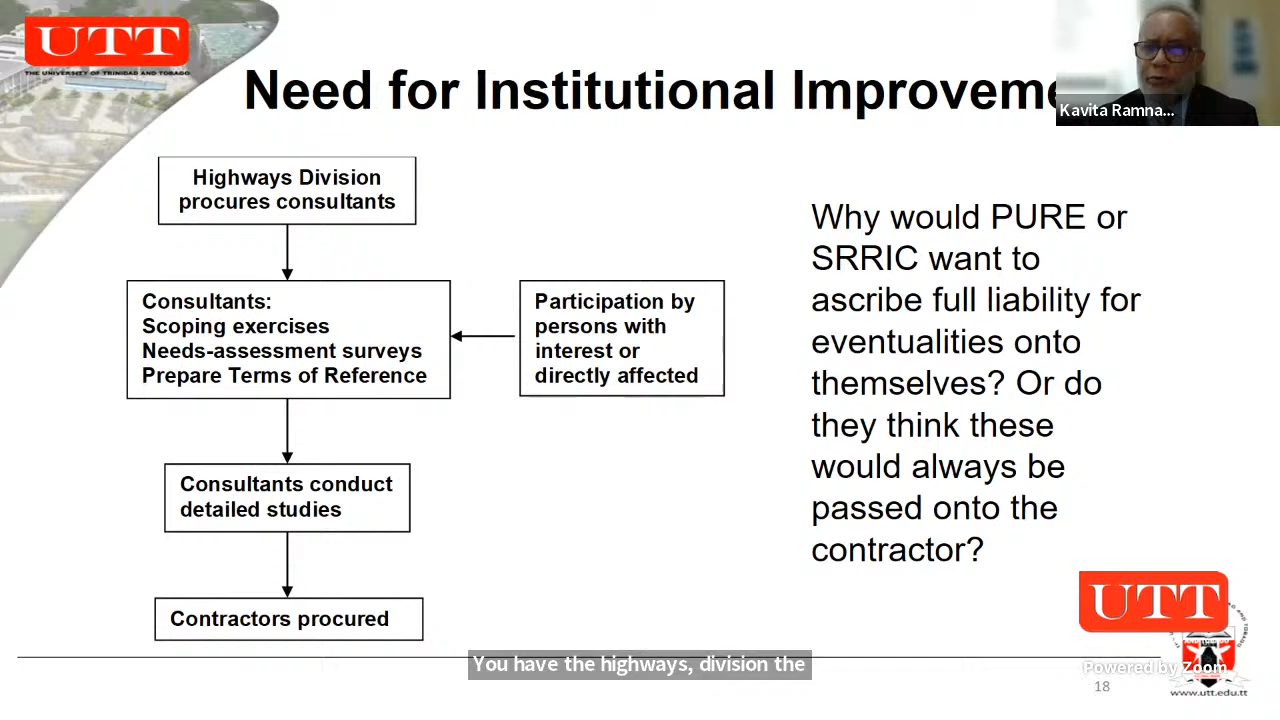 UTT
THE UNIVERSITY OF TRINIDAD AND TOBAGO
Need for Institutional Improveme
Kavita Ramna...
Highways Division
procures consultants
Consultants:
Scoping exercises
Needs-assessment surveys
Prepare Terms of Reference
Participation by
persons with
interest or
directly affected
Consultants conduct
detailed studies
Contractors procured
Why would PURE or
SRRIC want to
ascribe full liability for
eventualities onto
themselves? Or do
they think these
would always be
passed onto the
contractor?
UTT
You have the highways, division the
Powered by Zoom
18
www.utt.edu.tt